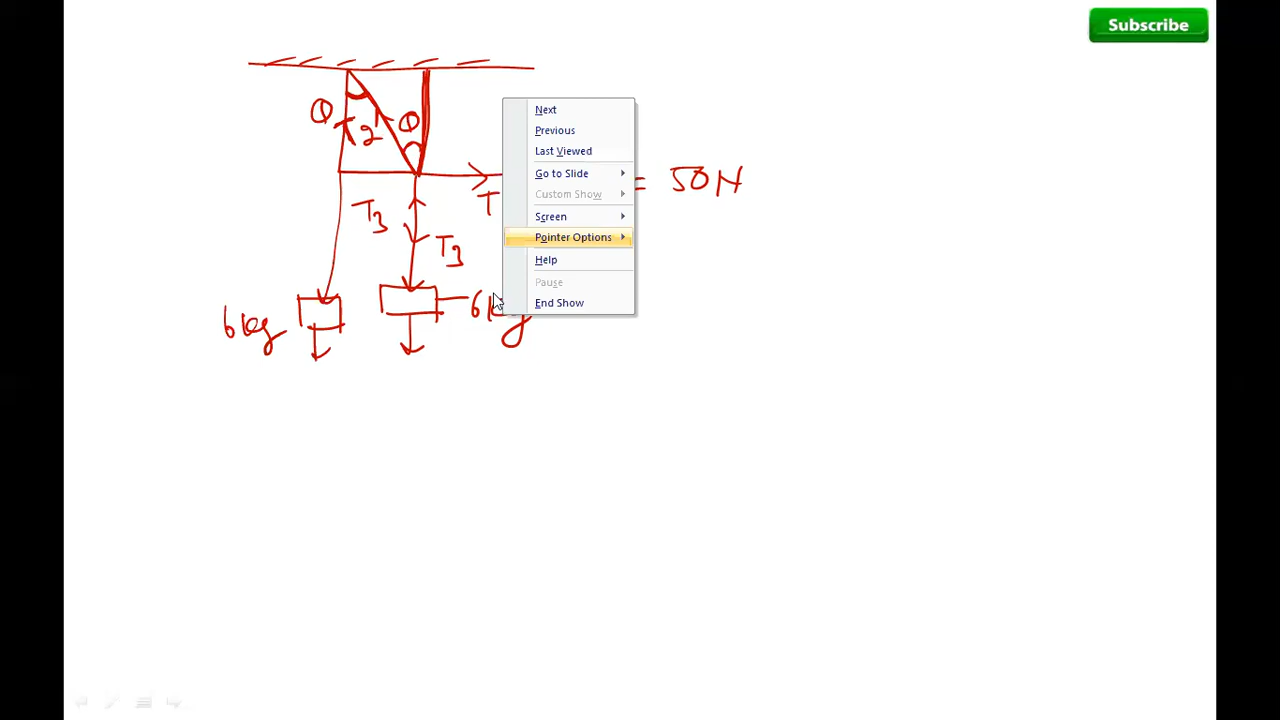 Subscribe
Next
Previous
Last Viewed
Go to Slide
Custom Show
Screen
Pointer Options
Help
Pause
End Show
θ
2
θ
= 50N
T
T3
T3
6kg
6kg